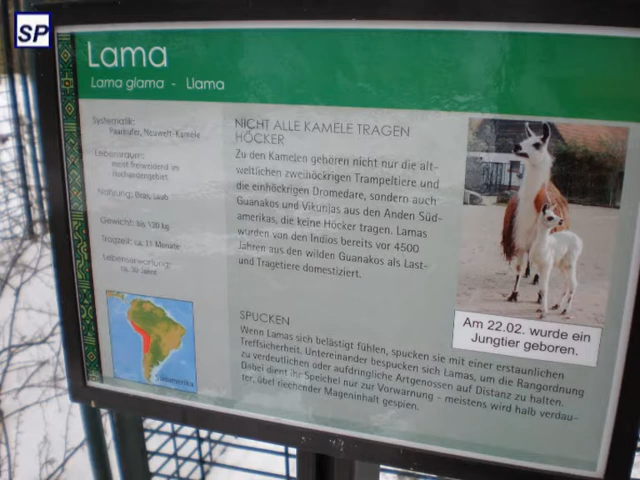 SP
Lama
Lama glama - Llama
Systematik:
Paarhufer, Neuwelt-Kamele
Lebensraum:
meist freiweidend im
Hochandengebiet
Nahrung: Gras, Laub
Gewicht: bis 130 kg
Tragzeit: ca. 11 Monate
Lebenserwartung:
ca. 30 Jahre
Südamerika
NICHT ALLE KAMELE TRAGEN
HÖCKER
Zu den Kamelen gehören nicht nur die alt-
weltlichen zweihöckrigen Trampeltiere und
die einhöckrigen Dromedare, sondern auch
Guanakos und Vikunjas aus den Anden Süd-
amerikas, die keine Höcker tragen. Lamas
wurden von den Indios bereits vor 4500
Jahren aus den wilden Guanakos als Last-
und Tragetiere domestiziert.
SPUCKEN
Wenn Lamas sich belästigt fühlen, spucken sie mit einer erstaunlichen
Treffsicherheit. Untereinander bespucken sich Lamas, um die Rangordnung
zu verdeutlichen oder aufdringliche Artgenossen auf Distanz zu halten.
Dabei dient ihr Speichel nur zur Vorwarnung - meistens wird halb verdau-
ter, übel riechender Mageninhalt gespien.
Am 22.02. wurde ein
Jungtier geboren.